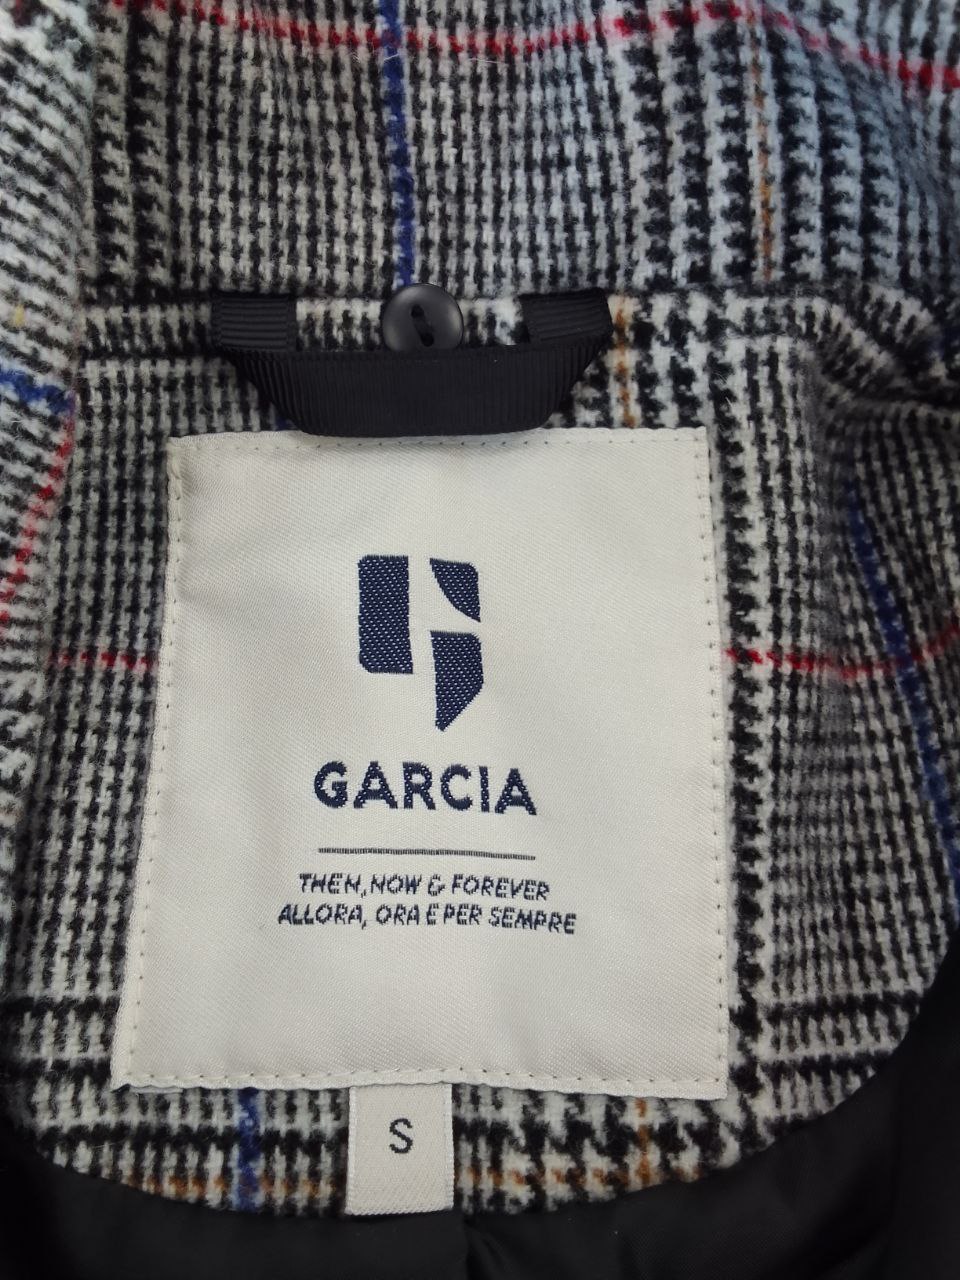 GARCIA
THEN, NOW & FOREVER
ALLORA, ORA E PER SEMPRE
S